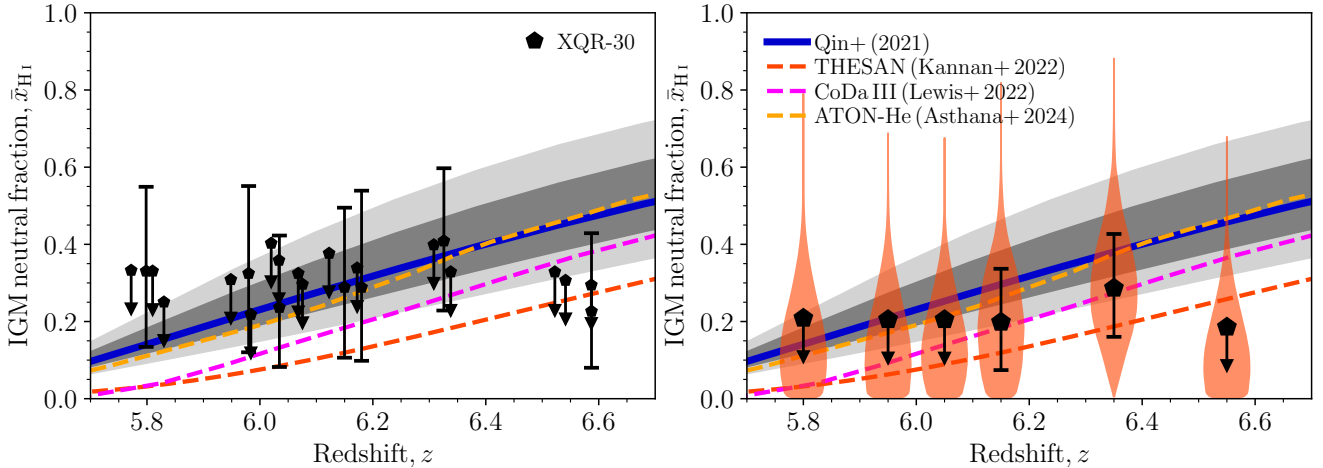 IGM neutral fraction, x̄_HI
1.0
0.8
0.6
0.4
0.2
0.0
XQR-30
5.8 6.0 6.2 6.4 6.6
Redshift, z
IGM neutral fraction, x̄_HI
1.0
0.8
0.6
0.4
0.2
0.0
Qin+ (2021)
THESAN (Kannan+ 2022)
CoDa III (Lewis+ 2022)
ATON-He (Asthana+ 2024)
5.8 6.0 6.2 6.4 6.6
Redshift, z